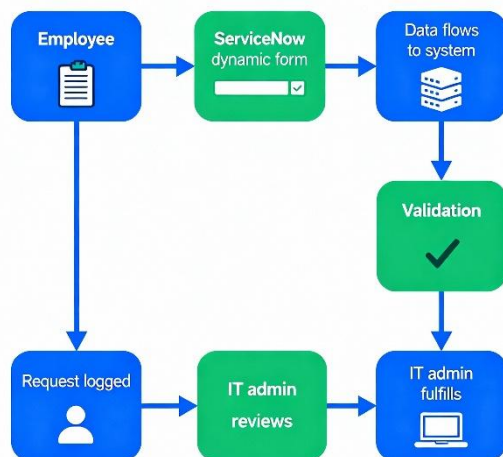 Employee
ServiceNow
dynamic form
Data flows
to system
Validation
Request logged
IT admin
reviews
IT admin
fulfills